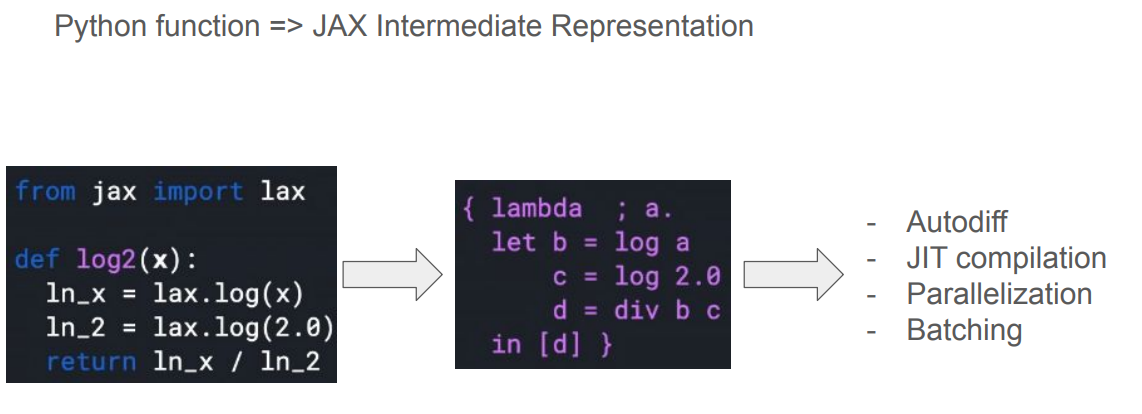 Python function => JAX Intermediate Representation
from jax import lax
def log2(x):
  ln_x = lax.log(x)
  ln_2 = lax.log(2.0)
  return ln_x / ln_2
{ lambda  ; a.
  let b = log a
      c = log 2.0
      d = div b c
  in [d] }
- Autodiff
- JIT compilation
- Parallelization
- Batching